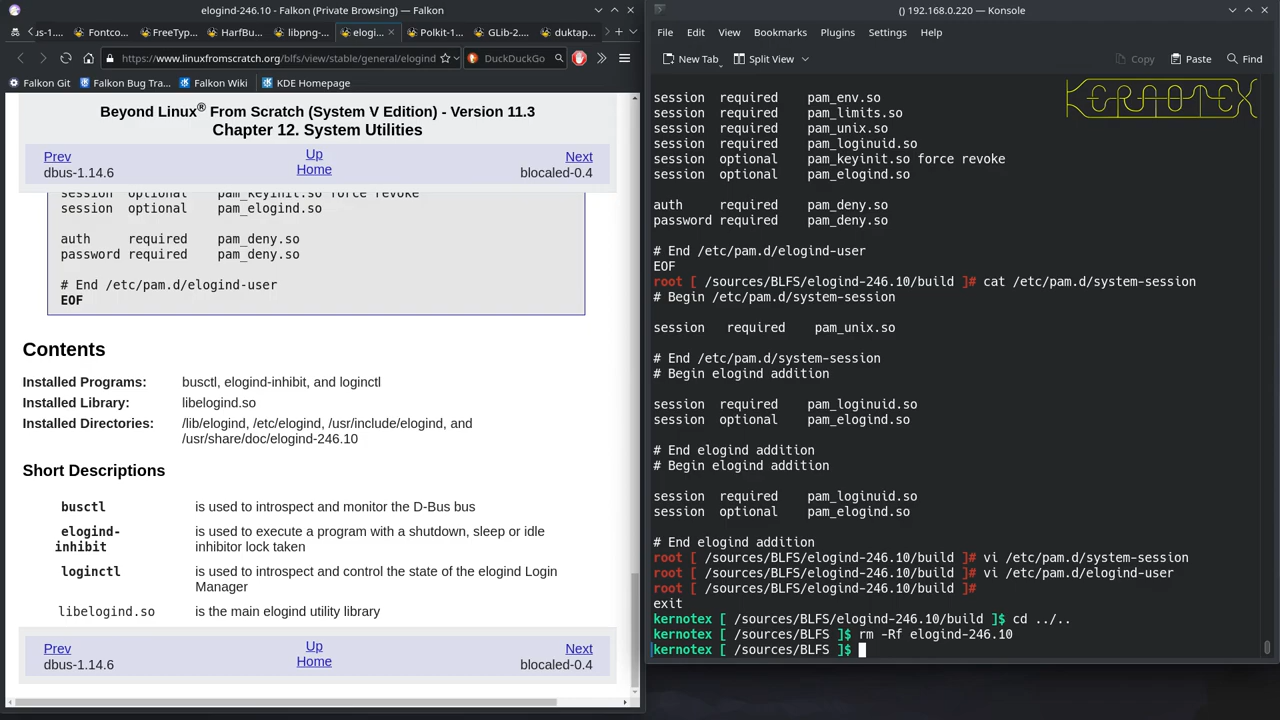 elogind-246.10 - Falkon (Private Browsing) — Falkon
us-1....
Fontco...
FreeTyp...
HarfBu...
libpng-...
elogi...
Polkit-1...
GLib-2....
duktap...
https://www.linuxfromscratch.org/blfs/view/stable/general/elogind
DuckDuckGo
Falkon Git
Falkon Bug Tra...
Falkon Wiki
KDE Homepage
Beyond Linux® From Scratch (System V Edition) - Version 11.3
Chapter 12. System Utilities
Prev
Up
Next
dbus-1.14.6
Home
blocaled-0.4
session optional pam_keyinit.so force revoke
session optional pam_elogind.so
auth required pam_deny.so
password required pam_deny.so
# End /etc/pam.d/elogind-user
EOF
Contents
Installed Programs: busctl, elogind-inhibit, and loginctl
Installed Library: libelogind.so
Installed Directories: /lib/elogind, /etc/elogind, /usr/include/elogind, and
/usr/share/doc/elogind-246.10
Short Descriptions
busctl is used to introspect and monitor the D-Bus bus
elogind-inhibit is used to execute a program with a shutdown, sleep or idle
inhibitor lock taken
loginctl is used to introspect and control the state of the elogind Login
Manager
libelogind.so is the main elogind utility library
Prev
Up
Next
dbus-1.14.6
Home
blocaled-0.4
() 192.168.0.220 — Konsole
File Edit View Bookmarks Plugins Settings Help
New Tab
Split View
Copy
Paste
Find
KERNOTEX
session required pam_env.so
session required pam_limits.so
session required pam_unix.so
session required pam_loginuid.so
session optional pam_keyinit.so force revoke
session optional pam_elogind.so
auth required pam_deny.so
password required pam_deny.so
# End /etc/pam.d/elogind-user
EOF
root [ /sources/BLFS/elogind-246.10/build ]# cat /etc/pam.d/system-session
# Begin /etc/pam.d/system-session
session required pam_unix.so
# End /etc/pam.d/system-session
# Begin elogind addition
session required pam_loginuid.so
session optional pam_elogind.so
# End elogind addition
# Begin elogind addition
session required pam_loginuid.so
session optional pam_elogind.so
# End elogind addition
root [ /sources/BLFS/elogind-246.10/build ]# vi /etc/pam.d/system-session
root [ /sources/BLFS/elogind-246.10/build ]# vi /etc/pam.d/elogind-user
root [ /sources/BLFS/elogind-246.10/build ]#
exit
kernotex [ /sources/BLFS/elogind-246.10/build ]$ cd ../..
kernotex [ /sources/BLFS ]$ rm -Rf elogind-246.10
kernotex [ /sources/BLFS ]$